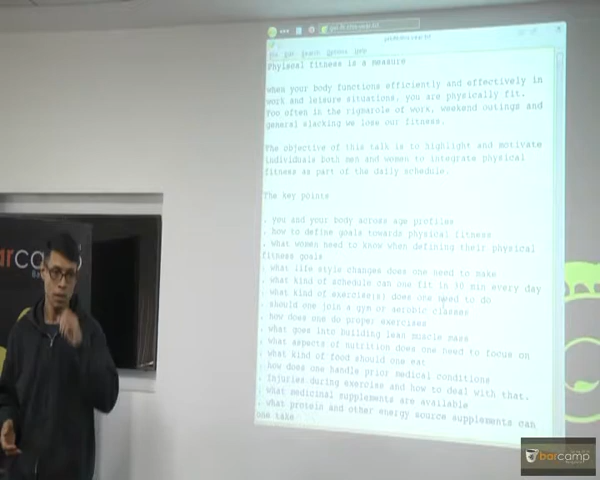 File Edit Search Options Help
Physical fitness is a measure
when your body functions efficiently and effectively in
work and leisure situations, you are physically fit.
Too often in the rigmarole of work, weekend outings and
general slacking we lose our fitness.
The objective of this talk is to highlight and motivate
individuals both men and women to integrate physical
fitness as part of the daily schedule.
The key points
. you and your body across age profiles
. how to define goals towards physical fitness
. what women need to know when defining their physical
fitness goals
. what life style changes does one need to make
. what kind of schedule can one fit in 30 min every day
. what kind of exercise(s) does one need to do
. should one join a gym or aerobic classes
. how does one do proper exercises
. what goes into building lean muscle mass
. what aspects of nutrition does one need to focus on
. what kind of food should one eat
. how does one handle prior medical conditions
. Injuries during exercise and how to deal with that.
. What medicinal supplements are available
. what protein and other energy source supplements can
one take
arcamp
barcamp